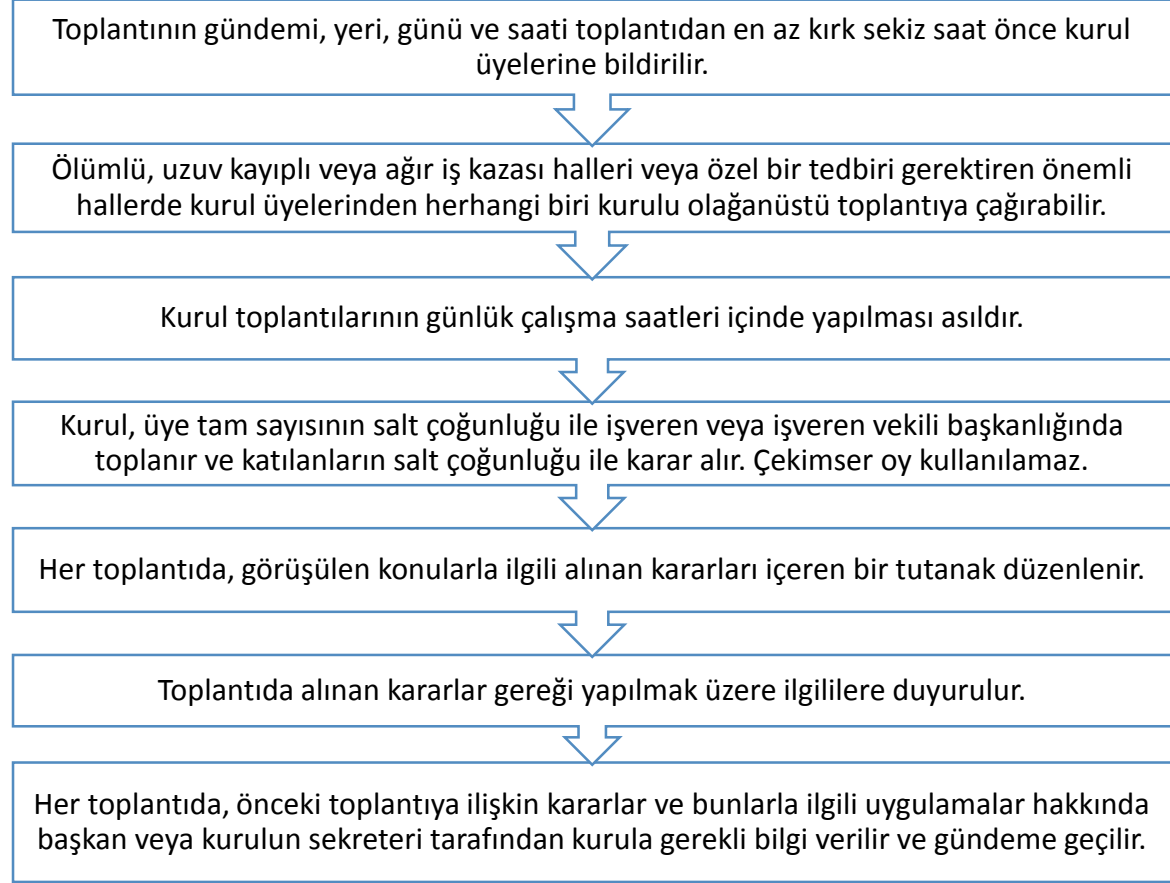 Toplantının gündemi, yeri, günü ve saati toplantıdan en az kırk sekiz saat önce kurul
üyelerine bildirilir.
Ölümlü, uzuv kayıplı veya ağır iş kazası halleri veya özel bir tedbiri gerektiren önemli
hallerde kurul üyelerinden herhangi biri kurulu olağanüstü toplantıya çağırabilir.
Kurul toplantılarının günlük çalışma saatleri içinde yapılması asıldır.
Kurul, üye tam sayısının salt çoğunluğu ile işveren veya işveren vekili başkanlığında
toplanır ve katılanların salt çoğunluğu ile karar alır. Çekimser oy kullanılamaz.
Her toplantıda, görüşülen konularla ilgili alınan kararları içeren bir tutanak düzenlenir.
Toplantıda alınan kararlar gereği yapılmak üzere ilgililere duyurulur.
Her toplantıda, önceki toplantıya ilişkin kararlar ve bunlarla ilgili uygulamalar hakkında
başkan veya kurulun sekreteri tarafından kurula gerekli bilgi verilir ve gündeme geçilir.